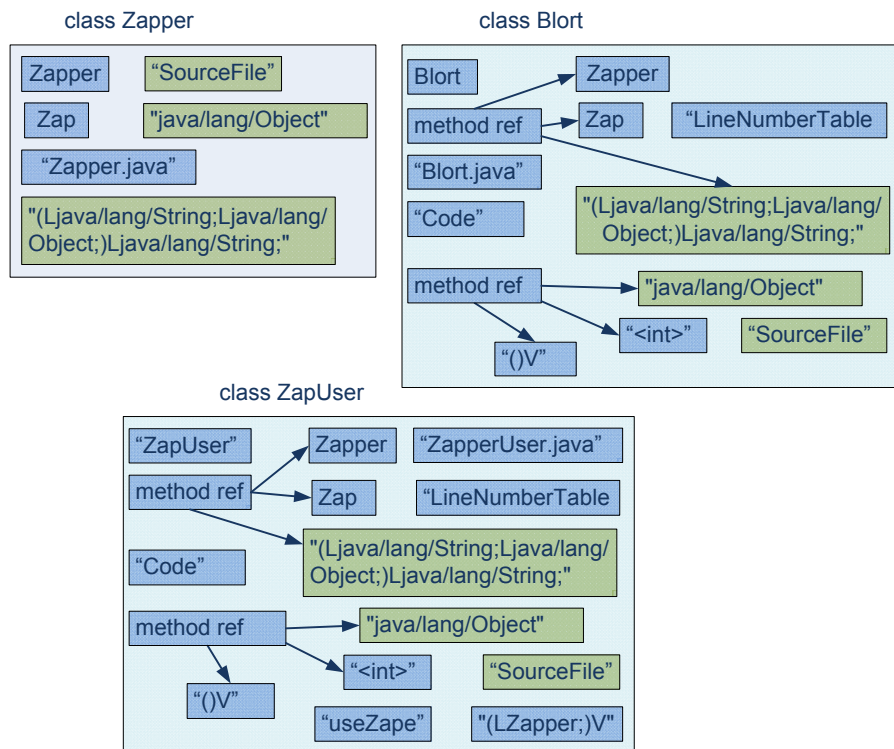 class Zapper
Zapper
“SourceFile”
Zap
"java/lang/Object"
“Zapper.java”
"(Ljava/lang/String;Ljava/lang/
Object;)Ljava/lang/String;"
class Blort
Blort
Zapper
method ref
Zap
“LineNumberTable
“Blort.java”
"(Ljava/lang/String;Ljava/lang/
Object;)Ljava/lang/String;"
“Code”
method ref
"java/lang/Object"
“<int>”
“SourceFile”
“()V”
class ZapUser
“ZapUser”
Zapper
“ZapperUser.java”
method ref
Zap
“LineNumberTable
"(Ljava/lang/String;Ljava/lang/
Object;)Ljava/lang/String;"
“Code”
method ref
"java/lang/Object"
“<int>”
“SourceFile”
“()V”
“useZape”
"(LZapper;)V"